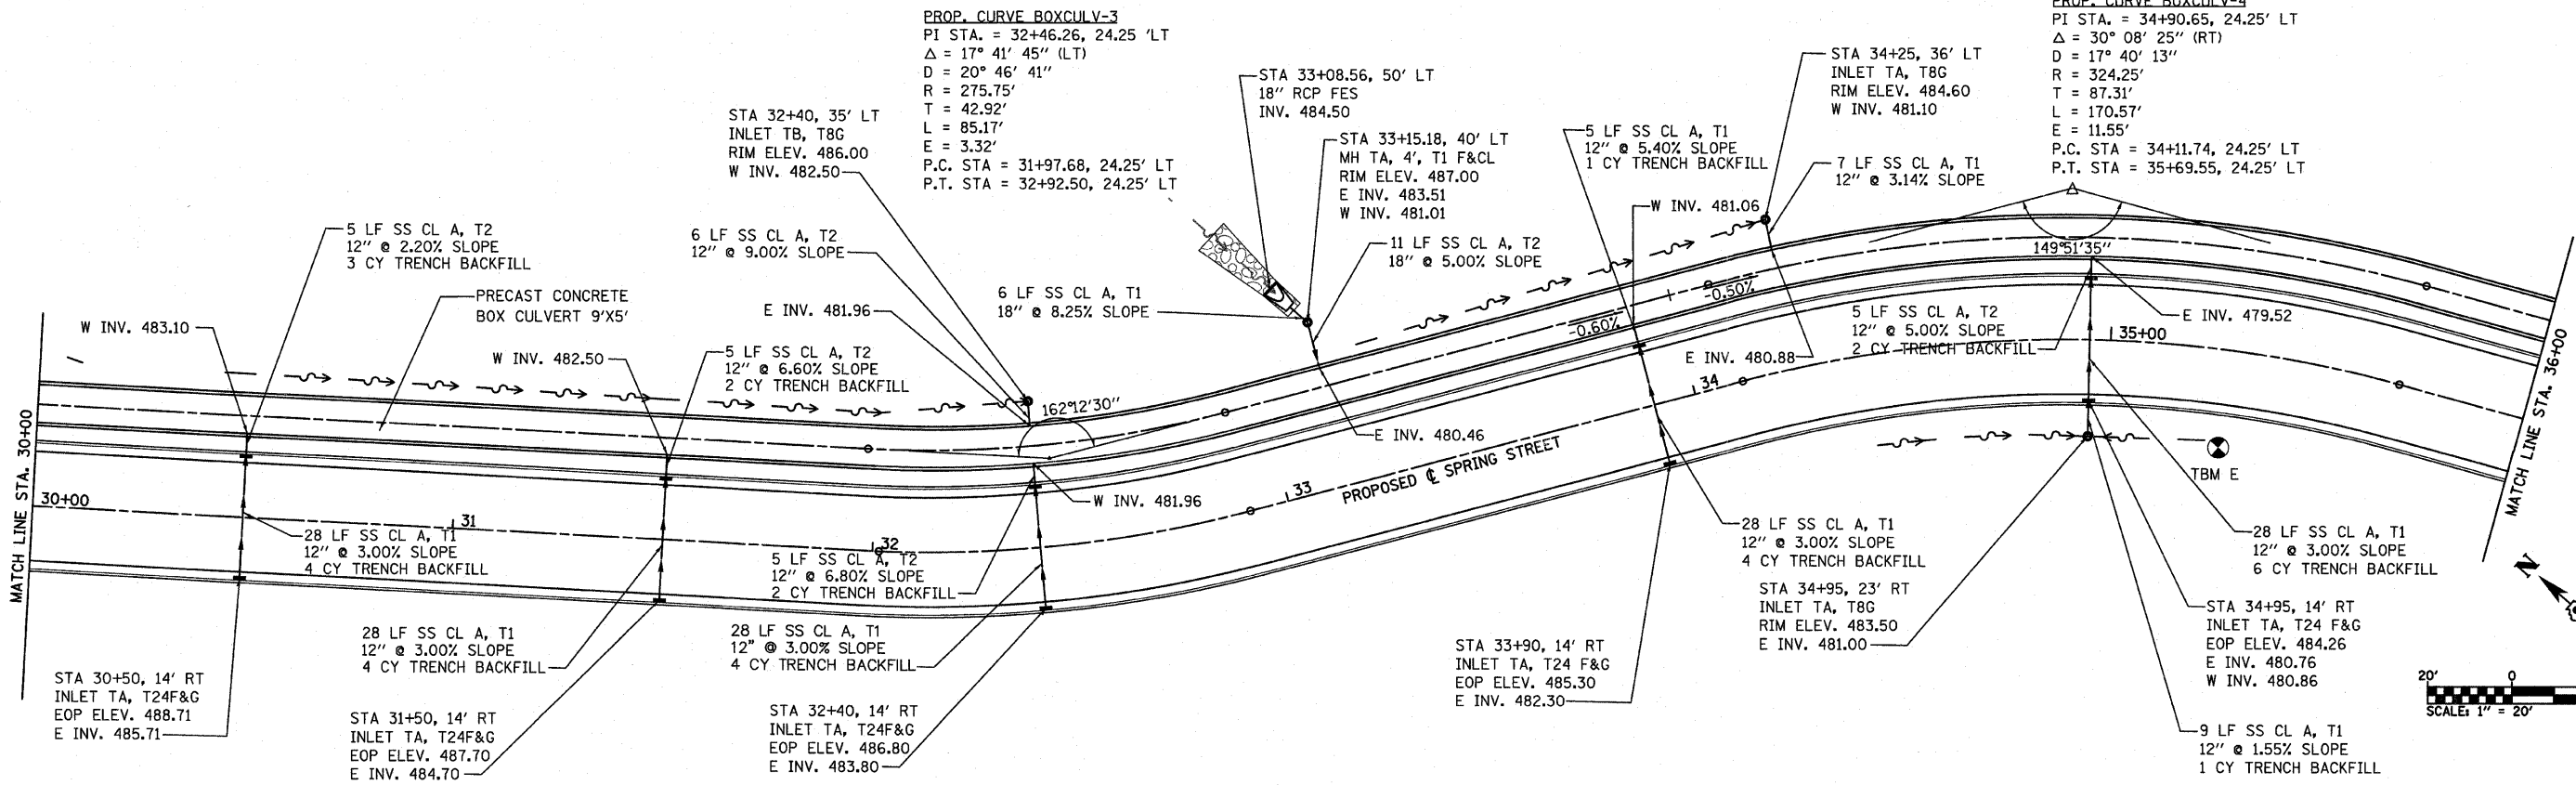 PROP. CURVE BOXCULV-3
PI STA. = 32+46.26, 24.25 'LT
Δ = 17° 41' 45" (LT)
D = 20° 46' 41"
R = 275.75'
T = 42.92'
L = 85.17'
E = 3.32'
P.C. STA = 31+97.68, 24.25' LT
P.T. STA = 32+92.50, 24.25' LT
PROP. CURVE BOXCULV-4
PI STA. = 34+90.65, 24.25' LT
Δ = 30° 08' 25" (RT)
D = 17° 40' 13"
R = 324.25'
T = 87.31'
L = 170.57'
E = 11.55'
P.C. STA = 34+11.74, 24.25' LT
P.T. STA = 35+69.55, 24.25' LT
STA 32+40, 35' LT
INLET TB, T8G
RIM ELEV. 486.00
W INV. 482.50
STA 33+08.56, 50' LT
18" RCP FES
INV. 484.50
STA 33+15.18, 40' LT
MH TA, 4', T1 F&CL
RIM ELEV. 487.00
E INV. 483.51
W INV. 481.01
STA 34+25, 36' LT
INLET TA, T8G
RIM ELEV. 484.60
W INV. 481.10
5 LF SS CL A, T1
12" @ 5.40% SLOPE
1 CY TRENCH BACKFILL
7 LF SS CL A, T1
12" @ 3.14% SLOPE
W INV. 481.06
5 LF SS CL A, T2
12" @ 2.20% SLOPE
3 CY TRENCH BACKFILL
6 LF SS CL A, T2
12" @ 9.00% SLOPE
11 LF SS CL A, T2
18" @ 5.00% SLOPE
149°51'35"
PRECAST CONCRETE
BOX CULVERT 9'X5'
6 LF SS CL A, T1
18" @ 8.25% SLOPE
-0.50%
-0.60%
E INV. 481.96
W INV. 483.10
W INV. 482.50
5 LF SS CL A, T2
12" @ 6.60% SLOPE
2 CY TRENCH BACKFILL
5 LF SS CL A, T2
12" @ 5.00% SLOPE
2 CY TRENCH BACKFILL
E INV. 479.52
35+00
E INV. 480.88
34
162°12'30"
E INV. 480.46
MATCH LINE STA. 30+00
MATCH LINE STA. 36+00
30+00
31
32
33
PROPOSED ℄ SPRING STREET
W INV. 481.96
TBM E
28 LF SS CL A, T1
12" @ 3.00% SLOPE
4 CY TRENCH BACKFILL
5 LF SS CL A, T2
12" @ 6.80% SLOPE
2 CY TRENCH BACKFILL
28 LF SS CL A, T1
12" @ 3.00% SLOPE
4 CY TRENCH BACKFILL
28 LF SS CL A, T1
12" @ 3.00% SLOPE
6 CY TRENCH BACKFILL
N
28 LF SS CL A, T1
12" @ 3.00% SLOPE
4 CY TRENCH BACKFILL
28 LF SS CL A, T1
12" @ 3.00% SLOPE
4 CY TRENCH BACKFILL
STA 34+95, 23' RT
INLET TA, T8G
RIM ELEV. 483.50
E INV. 481.00
STA 34+95, 14' RT
INLET TA, T24 F&G
EOP ELEV. 484.26
E INV. 480.76
W INV. 480.86
STA 30+50, 14' RT
INLET TA, T24F&G
EOP ELEV. 488.71
E INV. 485.71
STA 31+50, 14' RT
INLET TA, T24F&G
EOP ELEV. 487.70
E INV. 484.70
STA 32+40, 14' RT
INLET TA, T24F&G
EOP ELEV. 486.80
E INV. 483.80
STA 33+90, 14' RT
INLET TA, T24 F&G
EOP ELEV. 485.30
E INV. 482.30
20' 0
SCALE: 1" = 20'
9 LF SS CL A, T1
12" @ 1.55% SLOPE
1 CY TRENCH BACKFILL